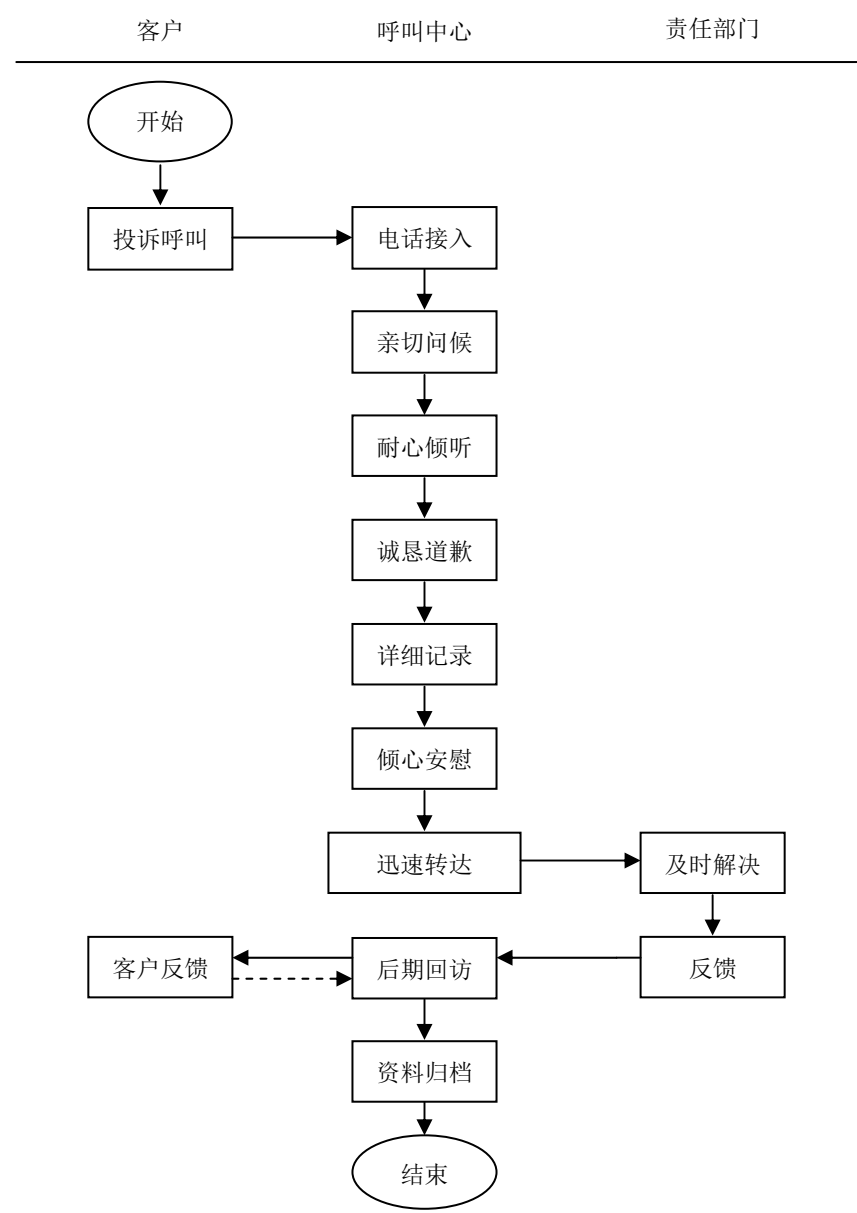 客户 呼叫中心 责任部门
开始
投诉呼叫 电话接入
亲切问候
耐心倾听
诚恳道歉
详细记录
倾心安慰
迅速转达 及时解决
客户反馈 后期回访 反馈
资料归档
结束